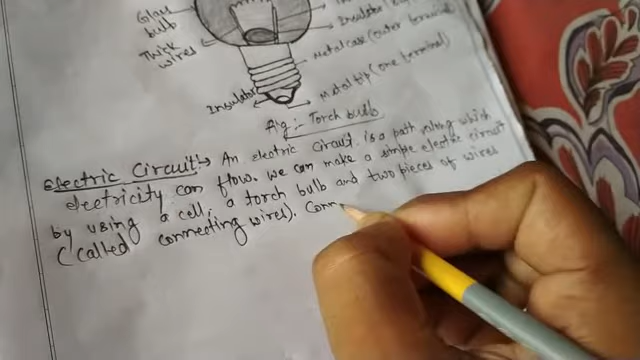 Glass
bulb
Insulator
Thick
wires
Metal case (outer terminal)
Insulator
Metal tip (one terminal)
Fig :- Torch bulb
Electric Circuit :→ An electric circuit is a path along which
electricity can flow. We can make a simple electric circuit
by using a cell, a torch bulb and two pieces of wires
(called connecting wires). Conn